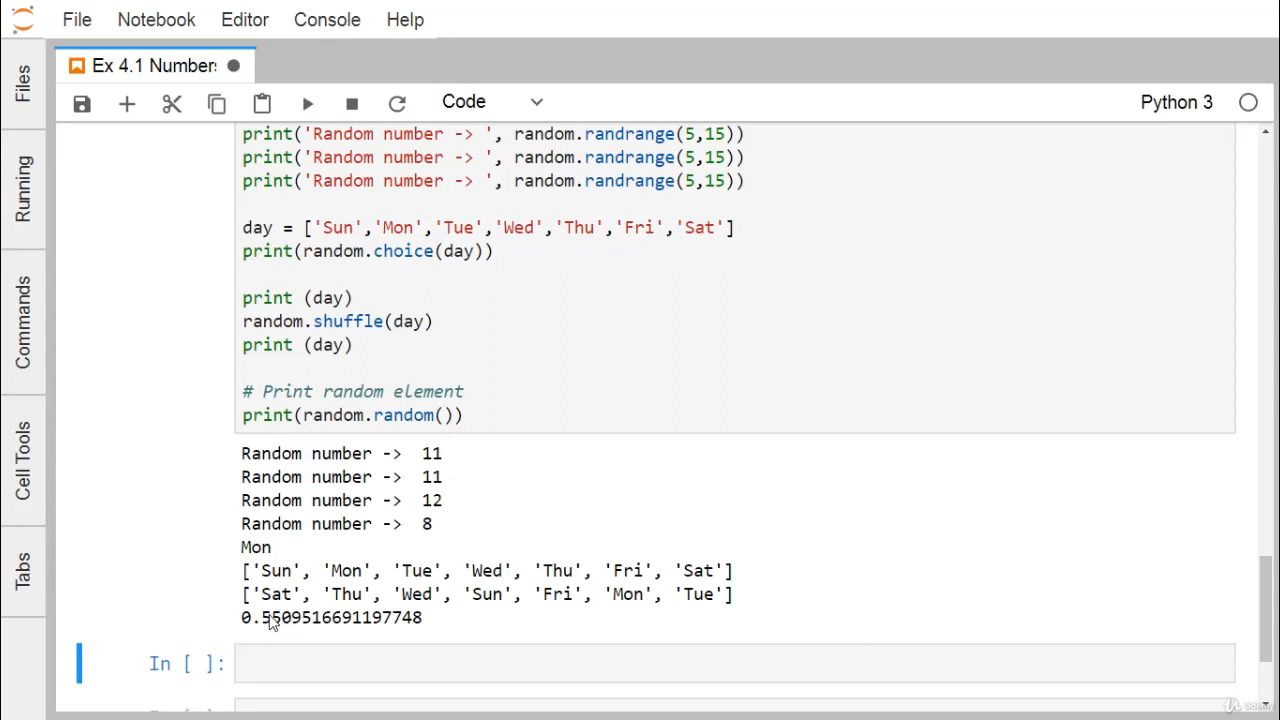 File Notebook Editor Console Help
Files
Running
Commands
Cell Tools
Tabs
Ex 4.1 Number
Code
Python 3
print('Random number -> ', random.randrange(5,15))
print('Random number -> ', random.randrange(5,15))
print('Random number -> ', random.randrange(5,15))
day = ['Sun','Mon','Tue','Wed','Thu','Fri','Sat']
print(random.choice(day))
print (day)
random.shuffle(day)
print (day)
# Print random element
print(random.random())
Random number ->  11
Random number ->  11
Random number ->  12
Random number ->  8
Mon
['Sun', 'Mon', 'Tue', 'Wed', 'Thu', 'Fri', 'Sat']
['Sat', 'Thu', 'Wed', 'Sun', 'Fri', 'Mon', 'Tue']
0.5509516691197748
In [ ]:
Udemy